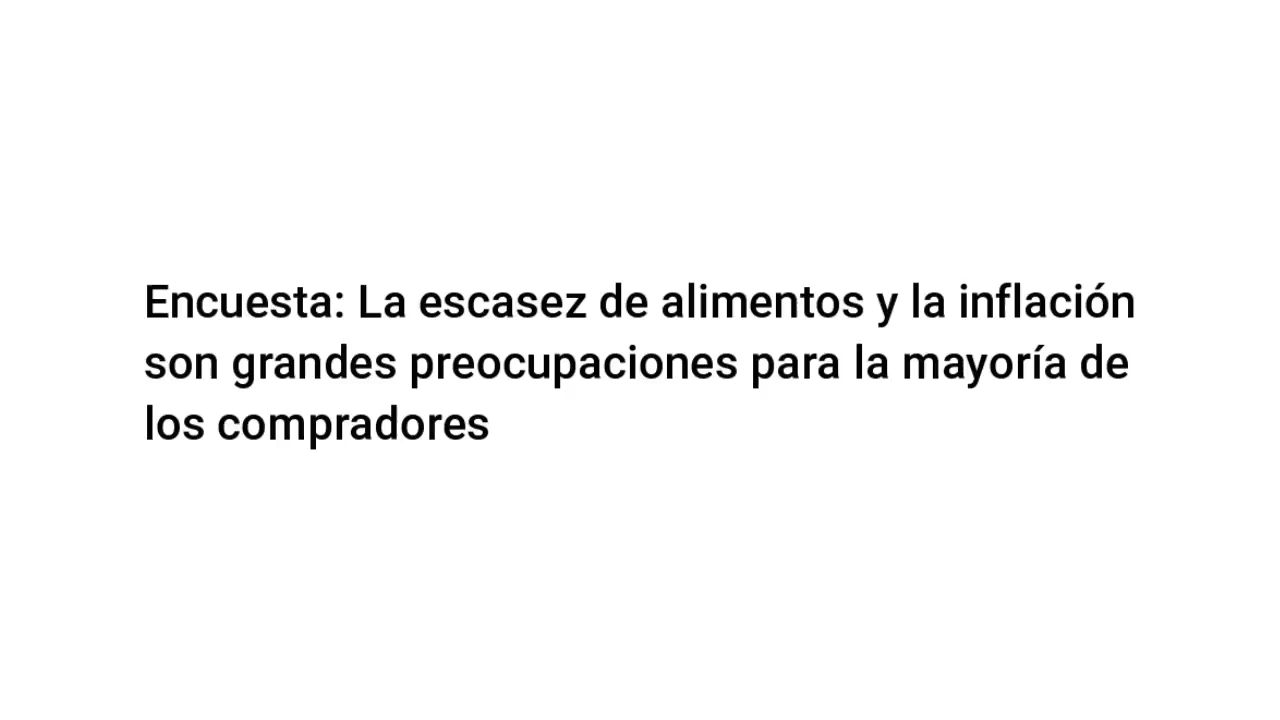 Encuesta: La escasez de alimentos y la inflación
son grandes preocupaciones para la mayoría de
los compradores